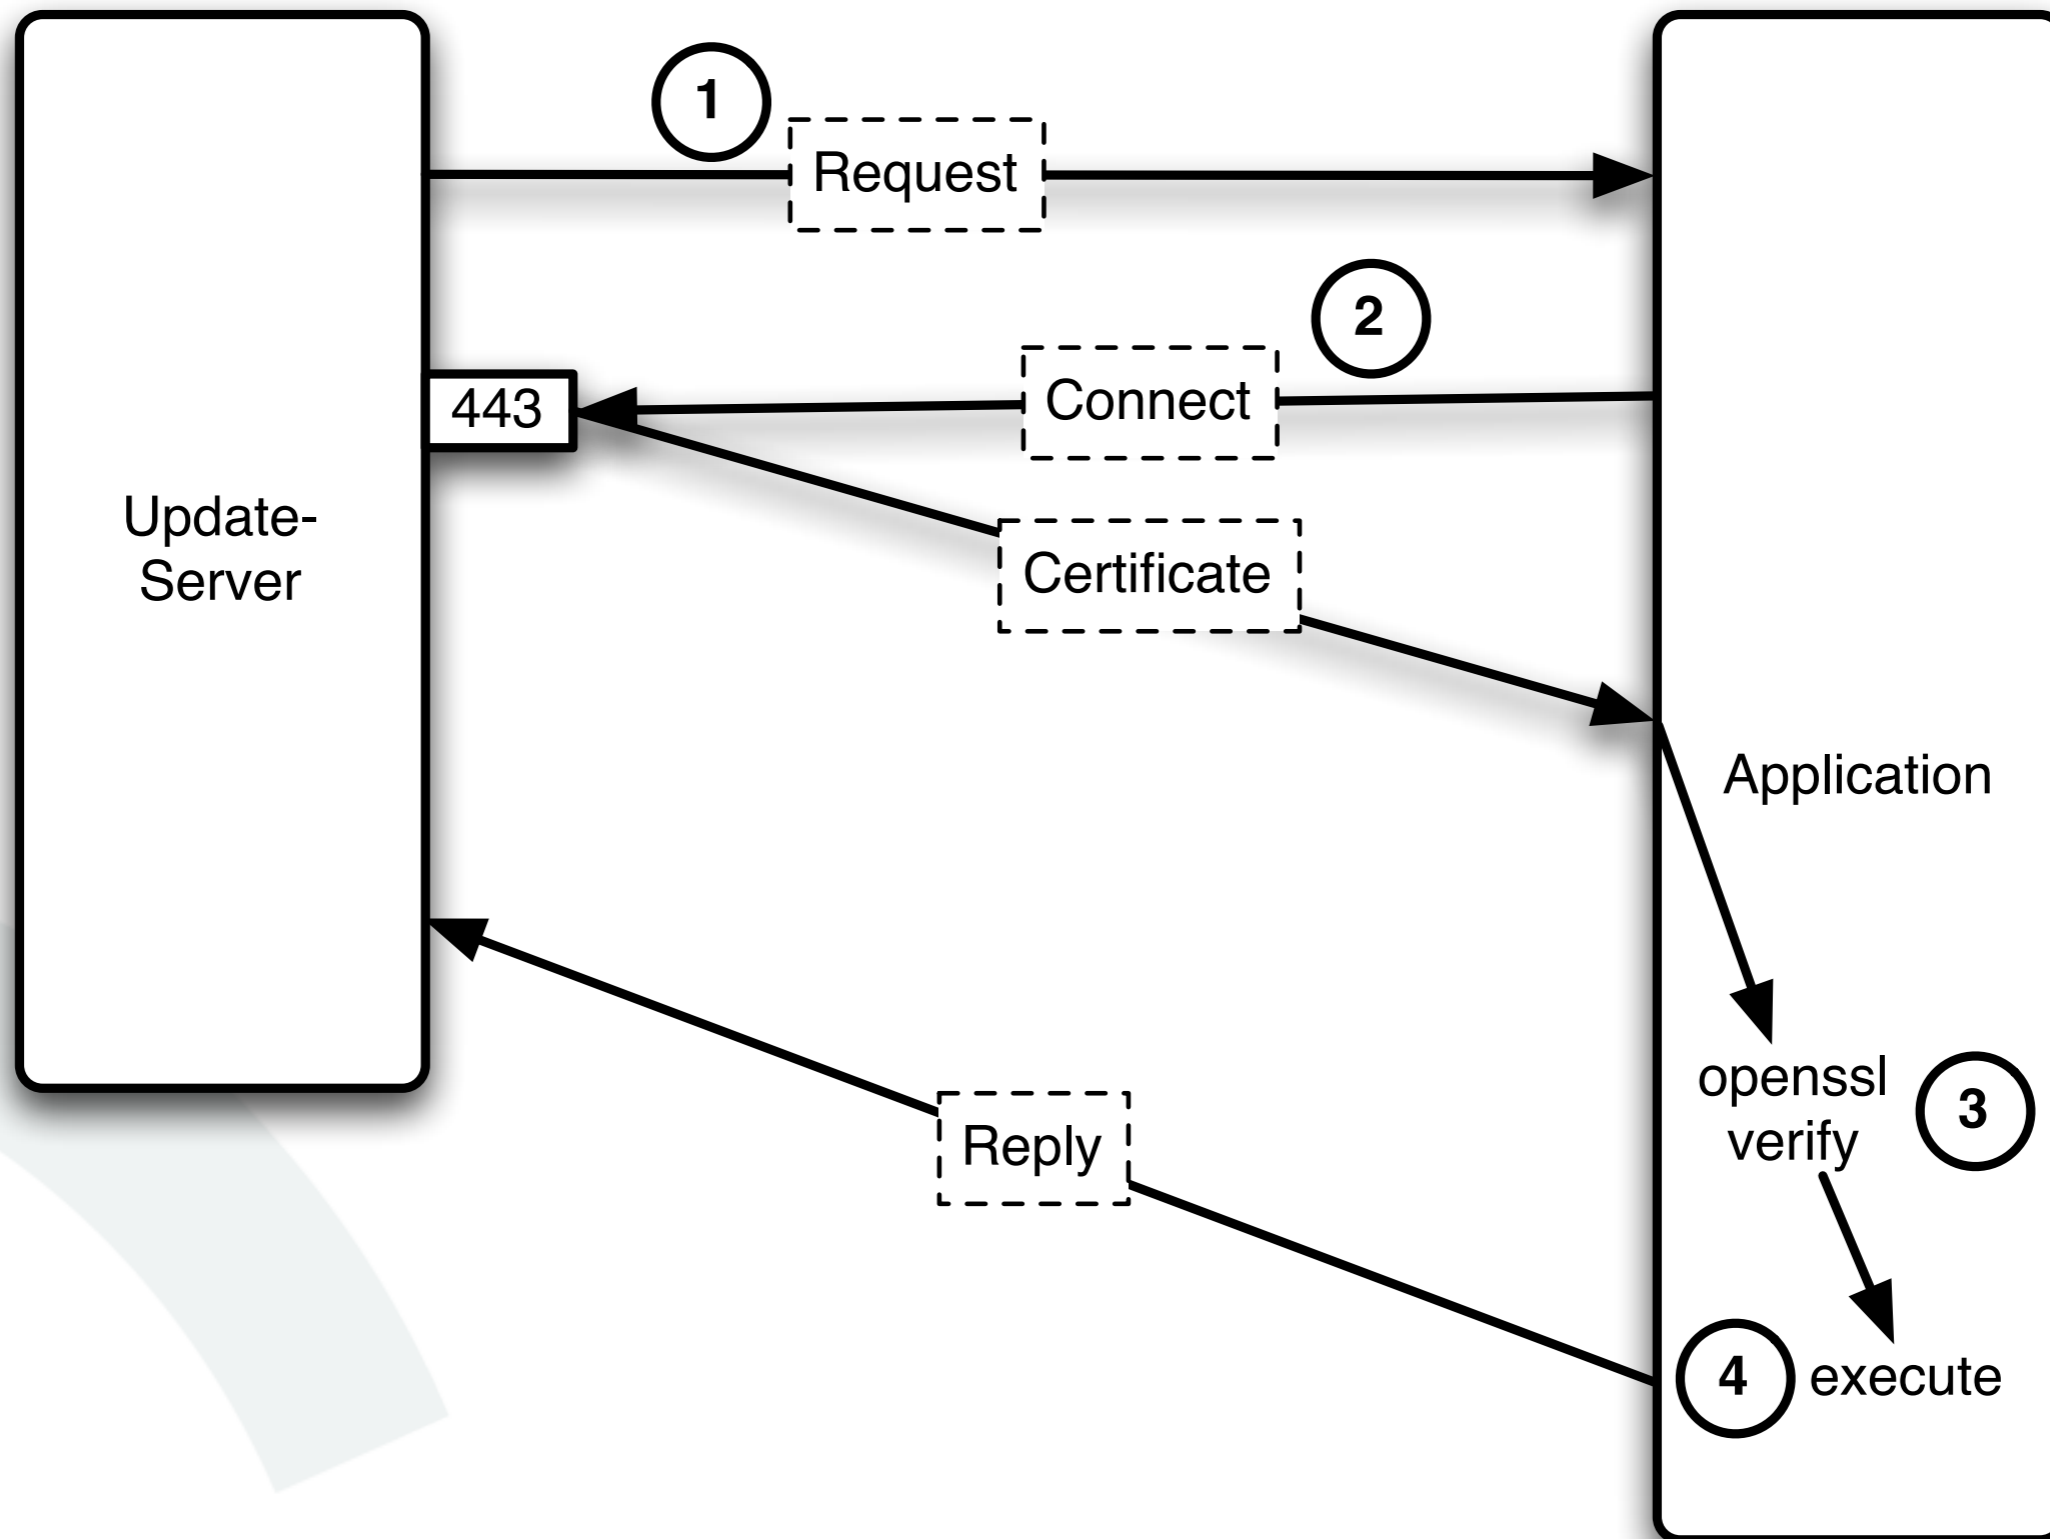 1
Request
2
443
Connect
Update-
Server
Certificate
Application
openssl
verify
3
Reply
4
execute